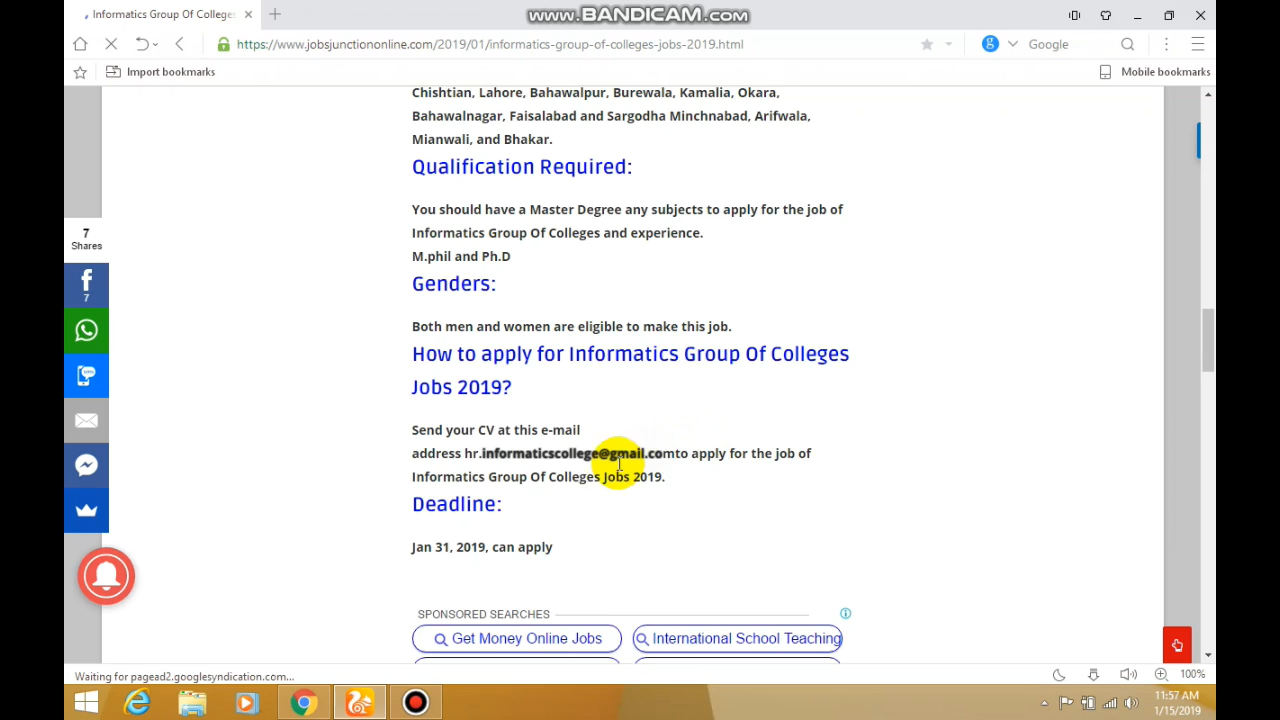 www.BANDICAM.com
Informatics Group Of Colleges
https://www.jobsjunctiononline.com/2019/01/informatics-group-of-colleges-jobs-2019.html
Google
Import bookmarks
Mobile bookmarks
Chishtian, Lahore, Bahawalpur, Burewala, Kamalia, Okara,
Bahawalnagar, Faisalabad and Sargodha Minchnabad, Arifwala,
Mianwali, and Bhakar.
Qualification Required:
You should have a Master Degree any subjects to apply for the job of
Informatics Group Of Colleges and experience.
M.phil and Ph.D
7
Shares
7
Genders:
Both men and women are eligible to make this job.
How to apply for Informatics Group Of Colleges
Jobs 2019?
Send your CV at this e-mail
address hr.informaticscollege@gmail.comto apply for the job of
Informatics Group Of Colleges Jobs 2019.
Deadline:
Jan 31, 2019, can apply
SPONSORED SEARCHES
Get Money Online Jobs
International School Teaching
Waiting for pagead2.googlesyndication.com...
100%
11:57 AM
1/15/2019